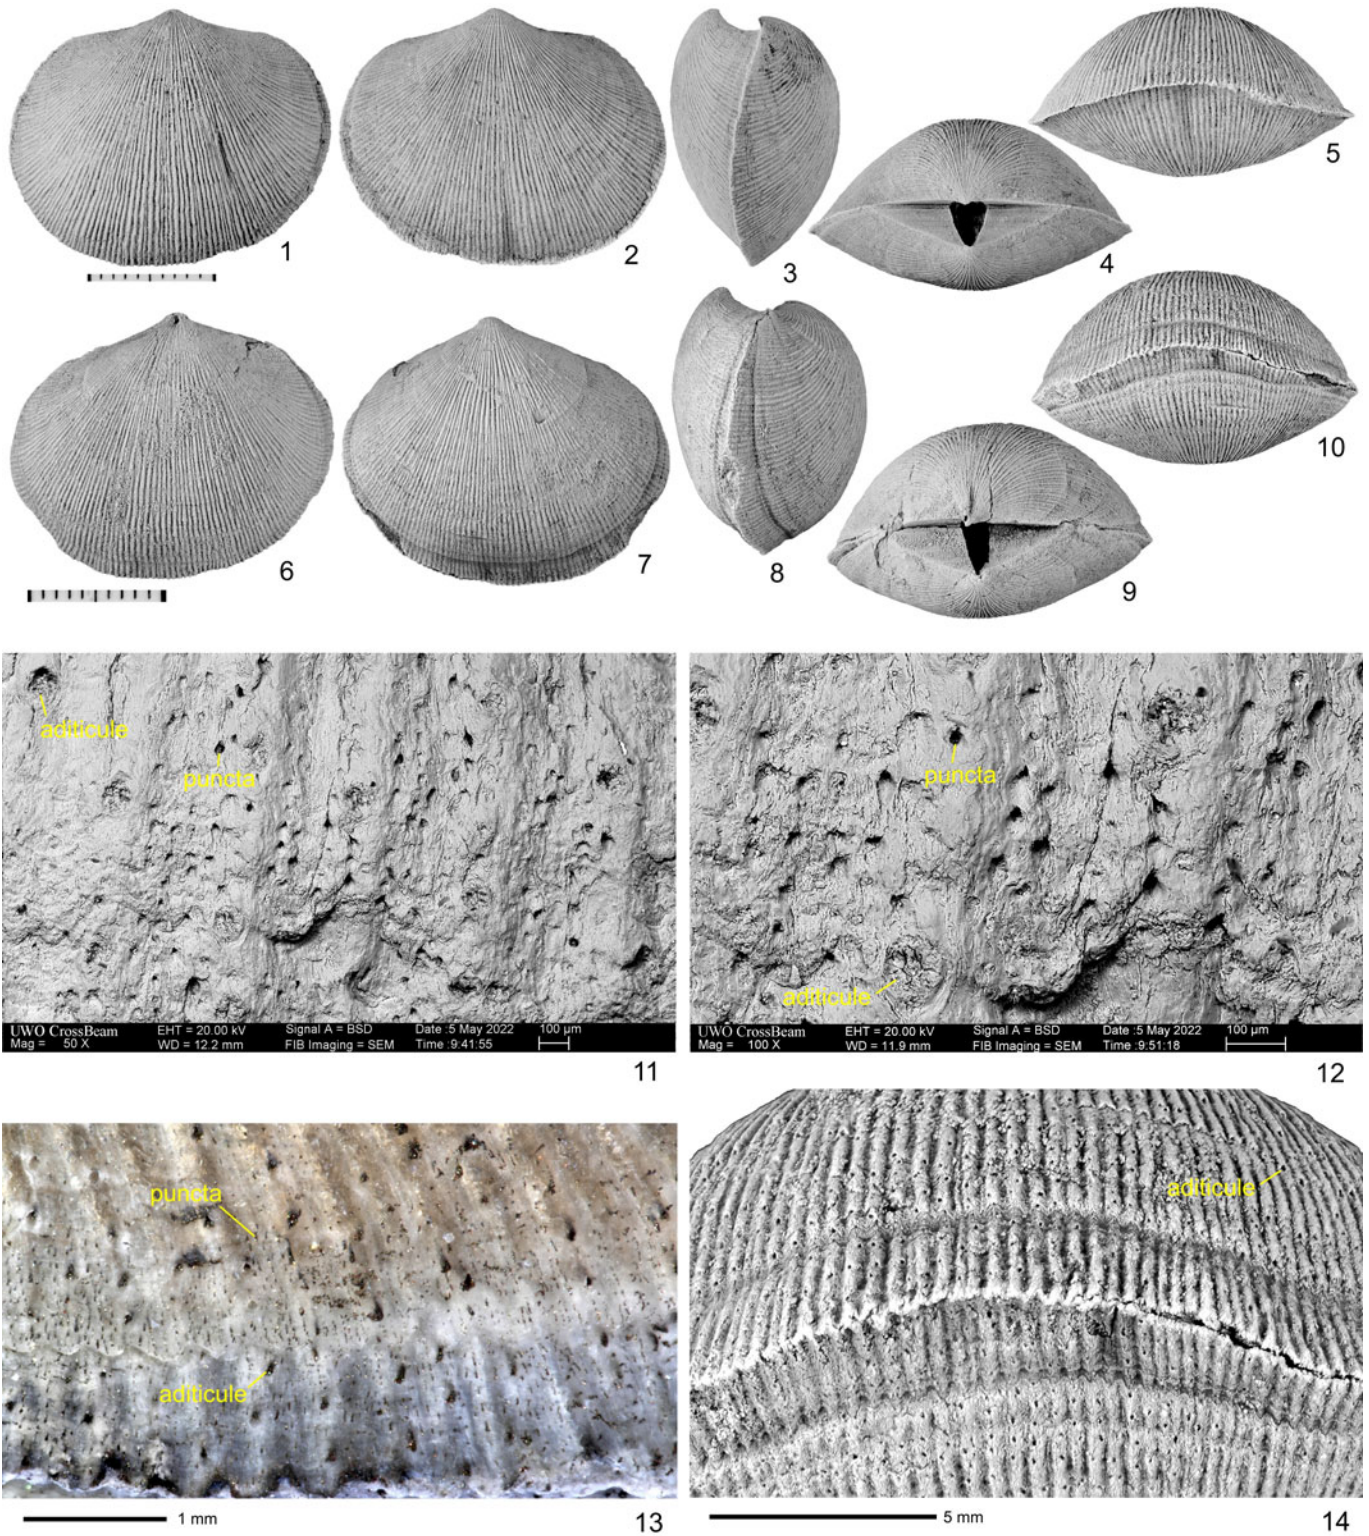 1
2
3
4
5
6
7
8
9
10
aditicule
puncta
UWO CrossBeam EHT = 20.00 kV Signal A = BSD Date :5 May 2022 100 µm
Mag = 50 X WD = 12.2 mm FIB Imaging = SEM Time :9:41:55
11
puncta
aditicule
UWO CrossBeam EHT = 20.00 kV Signal A = BSD Date :5 May 2022 100 µm
Mag = 100 X WD = 11.9 mm FIB Imaging = SEM Time :9:51:18
12
puncta
aditicule
1 mm
13
aditicule
5 mm
14